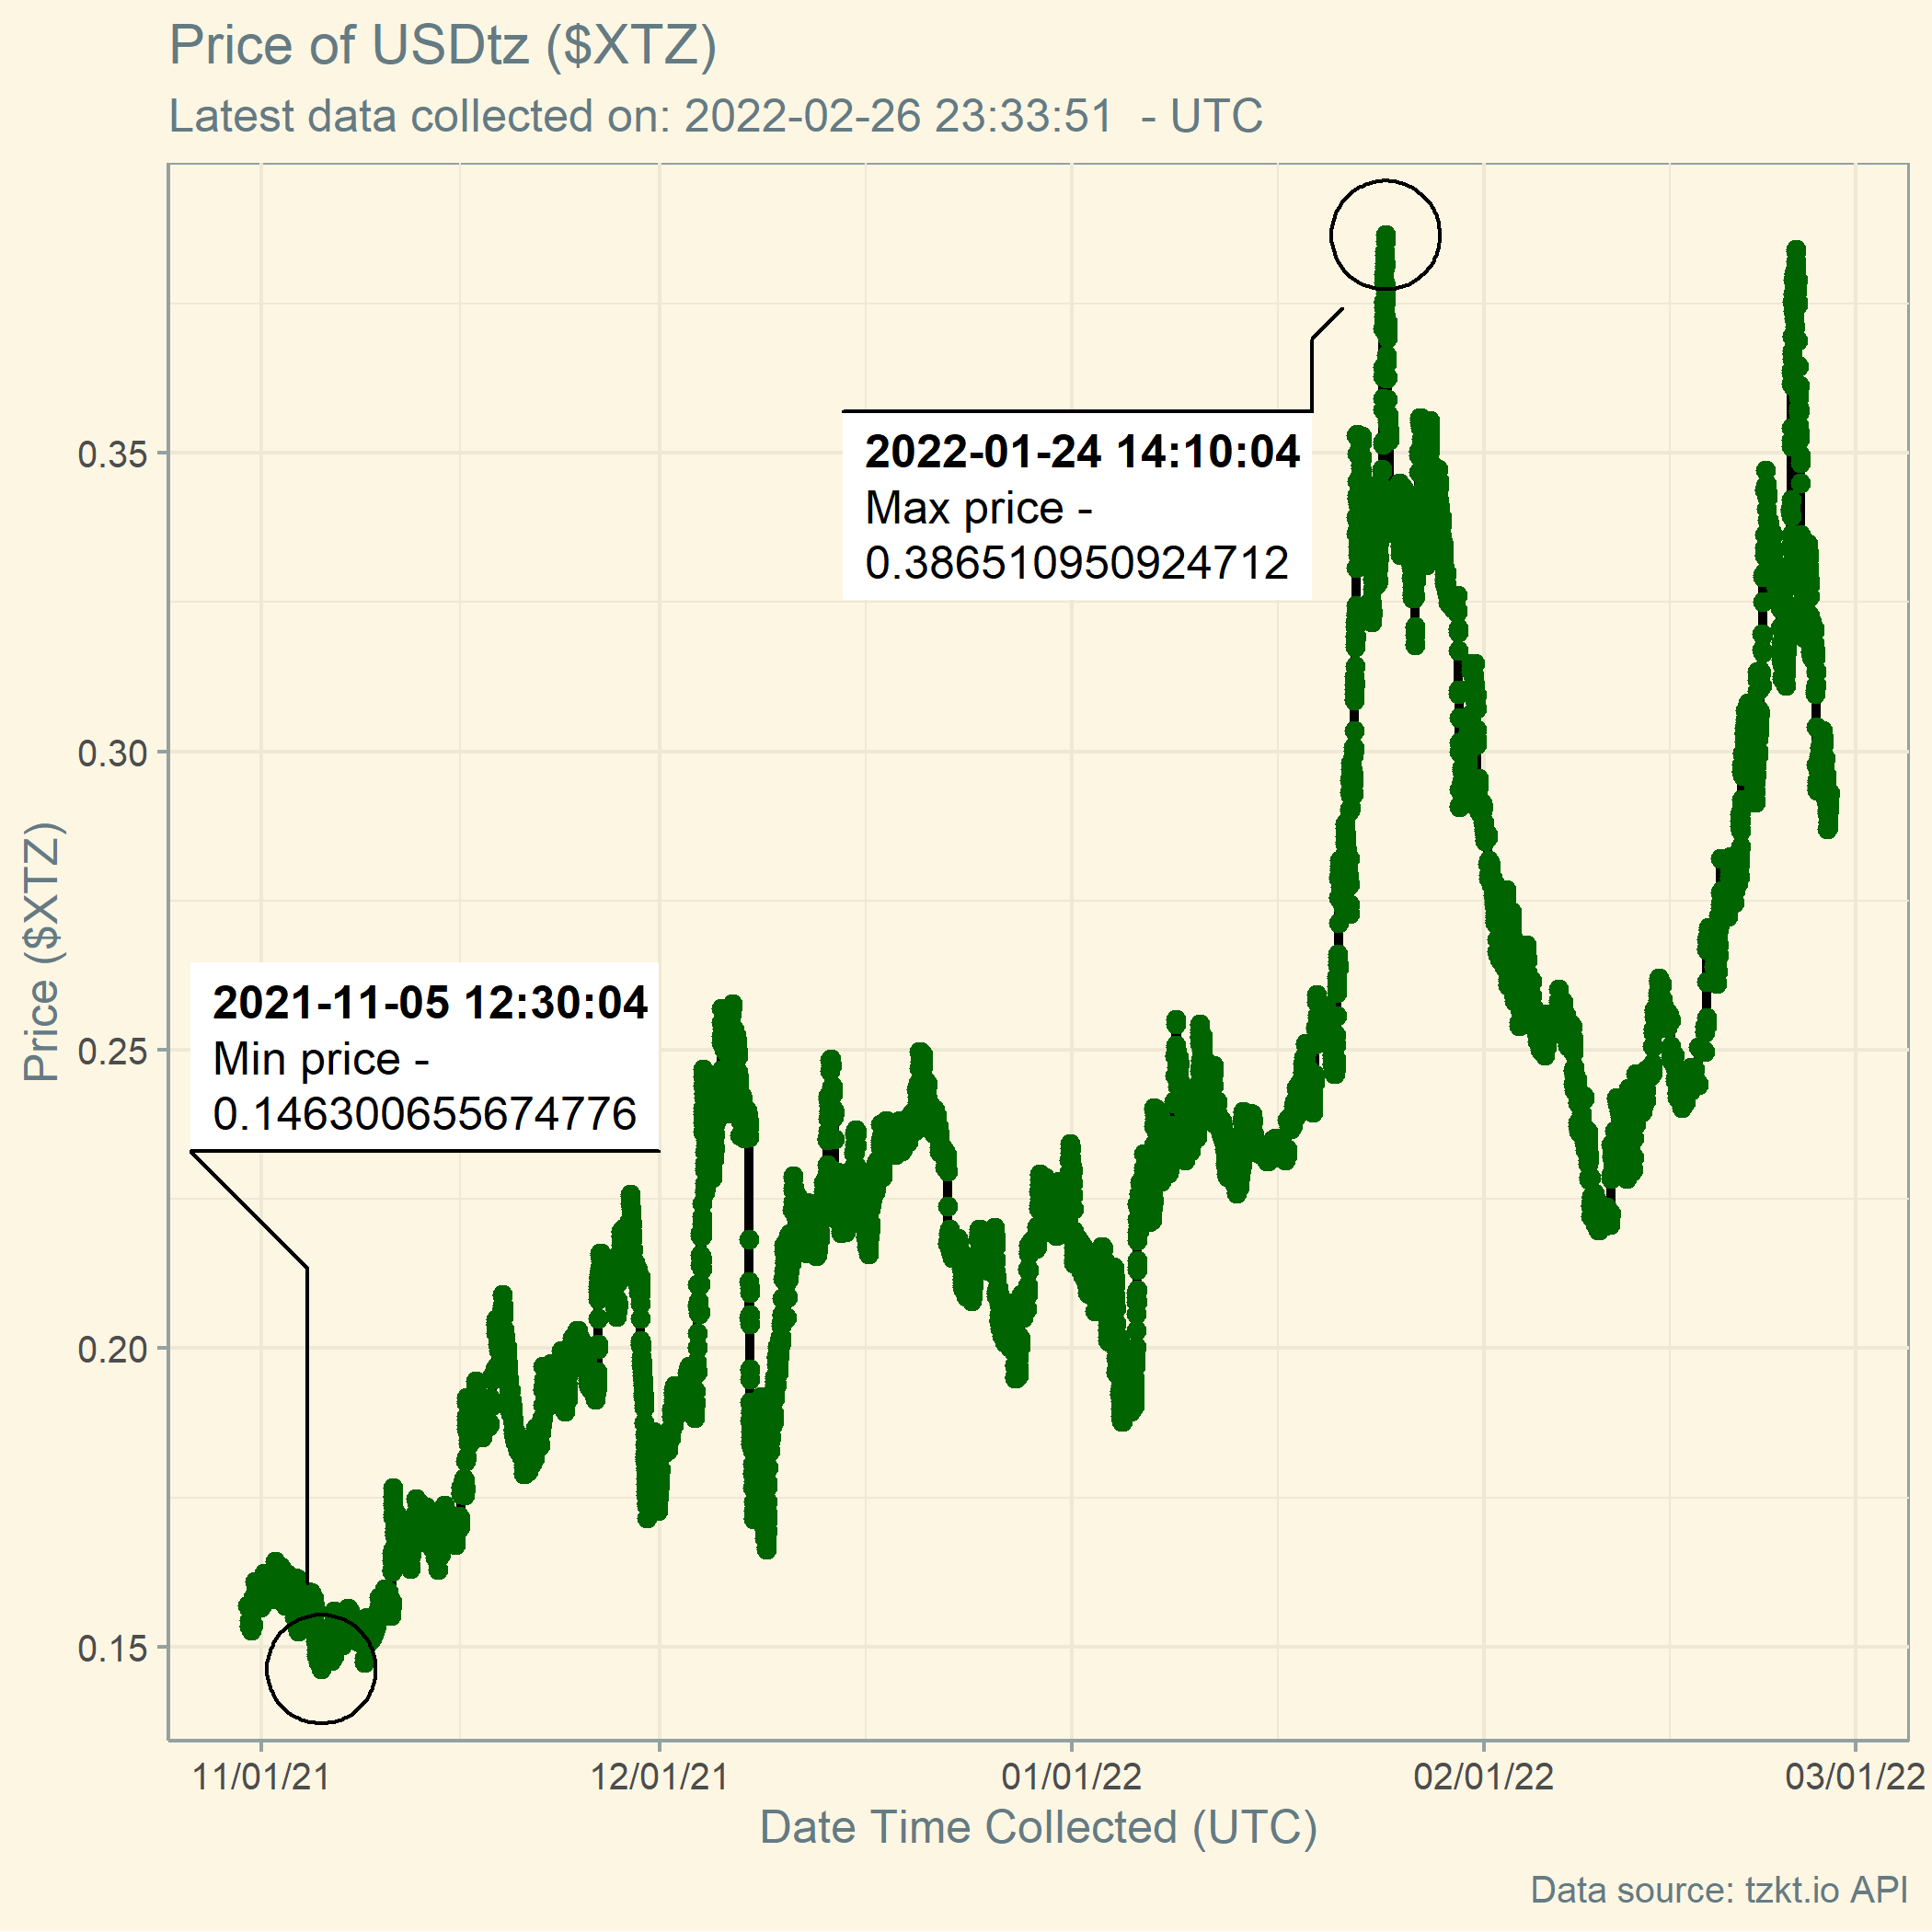 Price of USDtz ($XTZ)
Latest data collected on: 2022-02-26 23:33:51  - UTC
Price ($XTZ)
0.35
0.30
0.25
0.20
0.15
2022-01-24 14:10:04
Max price -
0.386510950924712
2021-11-05 12:30:04
Min price -
0.146300655674776
11/01/21
12/01/21
01/01/22
02/01/22
03/01/22
Date Time Collected (UTC)
Data source: tzkt.io API